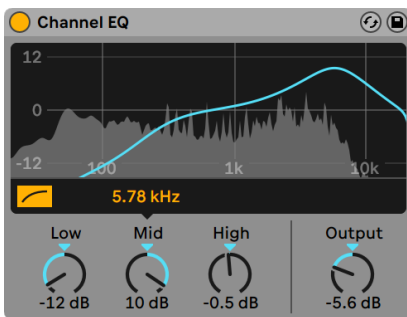 Channel EQ
12
0
-12
100
1k
10k
5.78 kHz
Low Mid High Output
-12 dB 10 dB -0.5 dB -5.6 dB